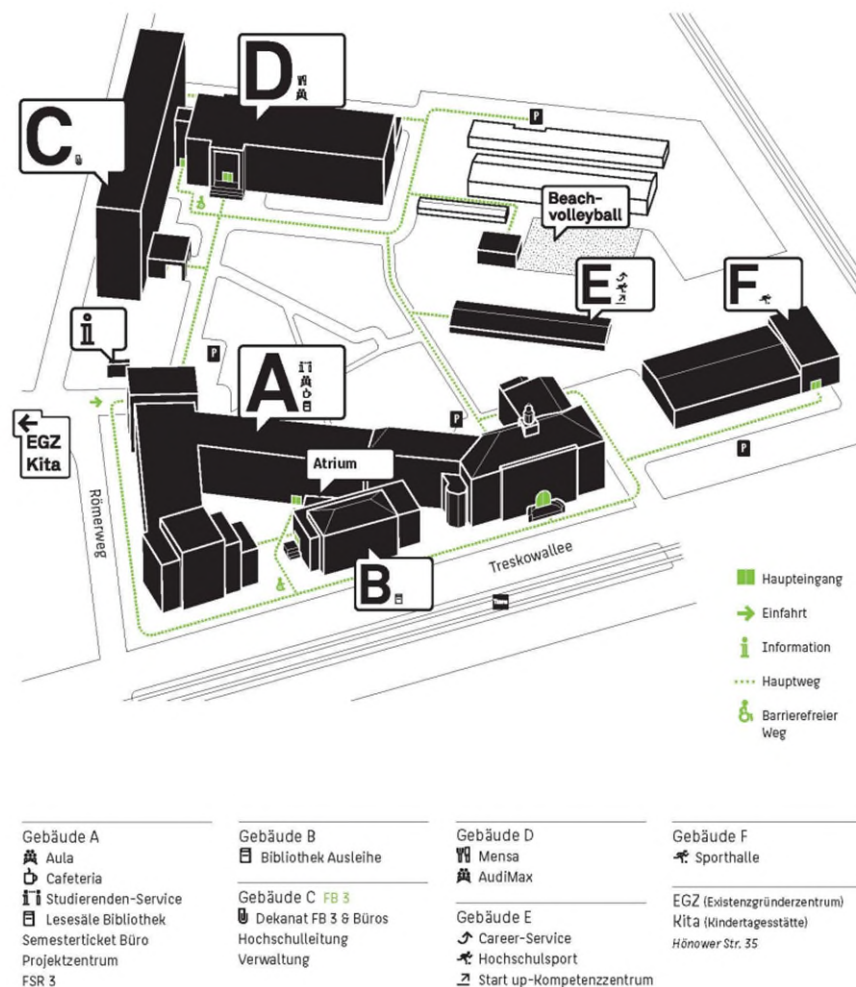 D
C
P
Beach-
volleyball
E
F
i
P
A
P
← EGZ
Kita
Atrium
P
Römerweg
B
Treskowallee
Haupteingang
Einfahrt
Information
Hauptweg
Barrierefreier
Weg
Gebäude A
Aula
Cafeteria
Studierenden-Service
Lesesäle Bibliothek
Semesterticket Büro
Projektzentrum
FSR 3
Gebäude B
Bibliothek Ausleihe
Gebäude C FB 3
Dekanat FB 3 & Büros
Hochschulleitung
Verwaltung
Gebäude D
Mensa
AudiMax
Gebäude E
Career-Service
Hochschulsport
Start up-Kompetenzzentrum
Gebäude F
Sporthalle
EGZ (Existenzgründerzentrum)
Kita (Kindertagesstätte)
Hönower Str. 35